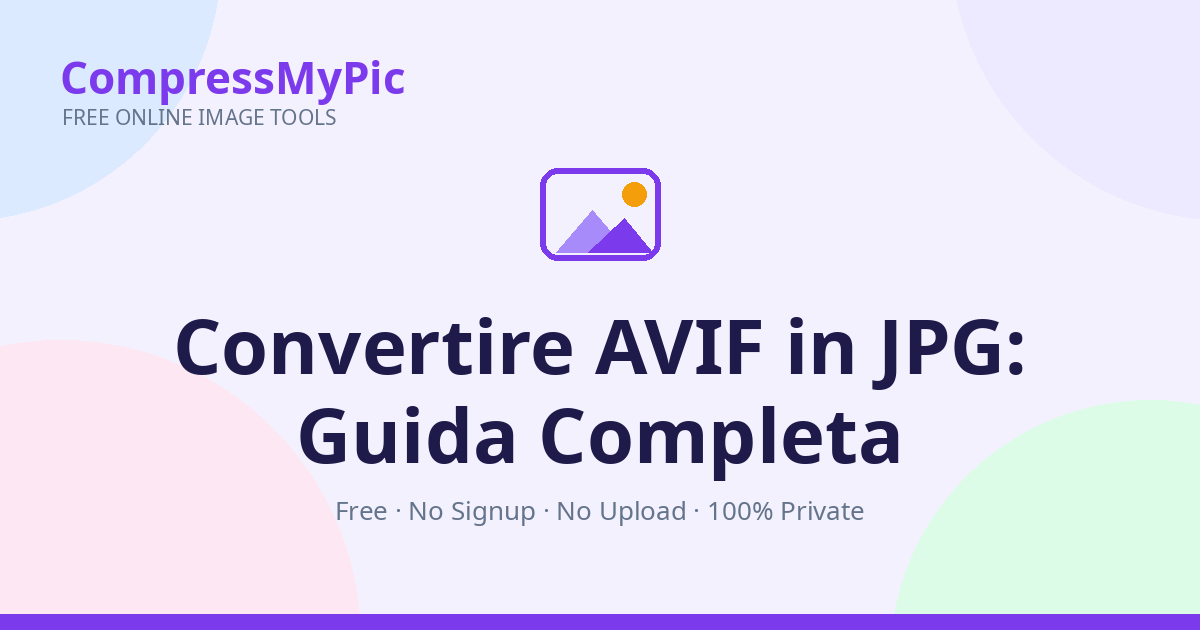 CompressMyPic
FREE ONLINE IMAGE TOOLS
Convertire AVIF in JPG:
Guida Completa
Free · No Signup · No Upload · 100% Private